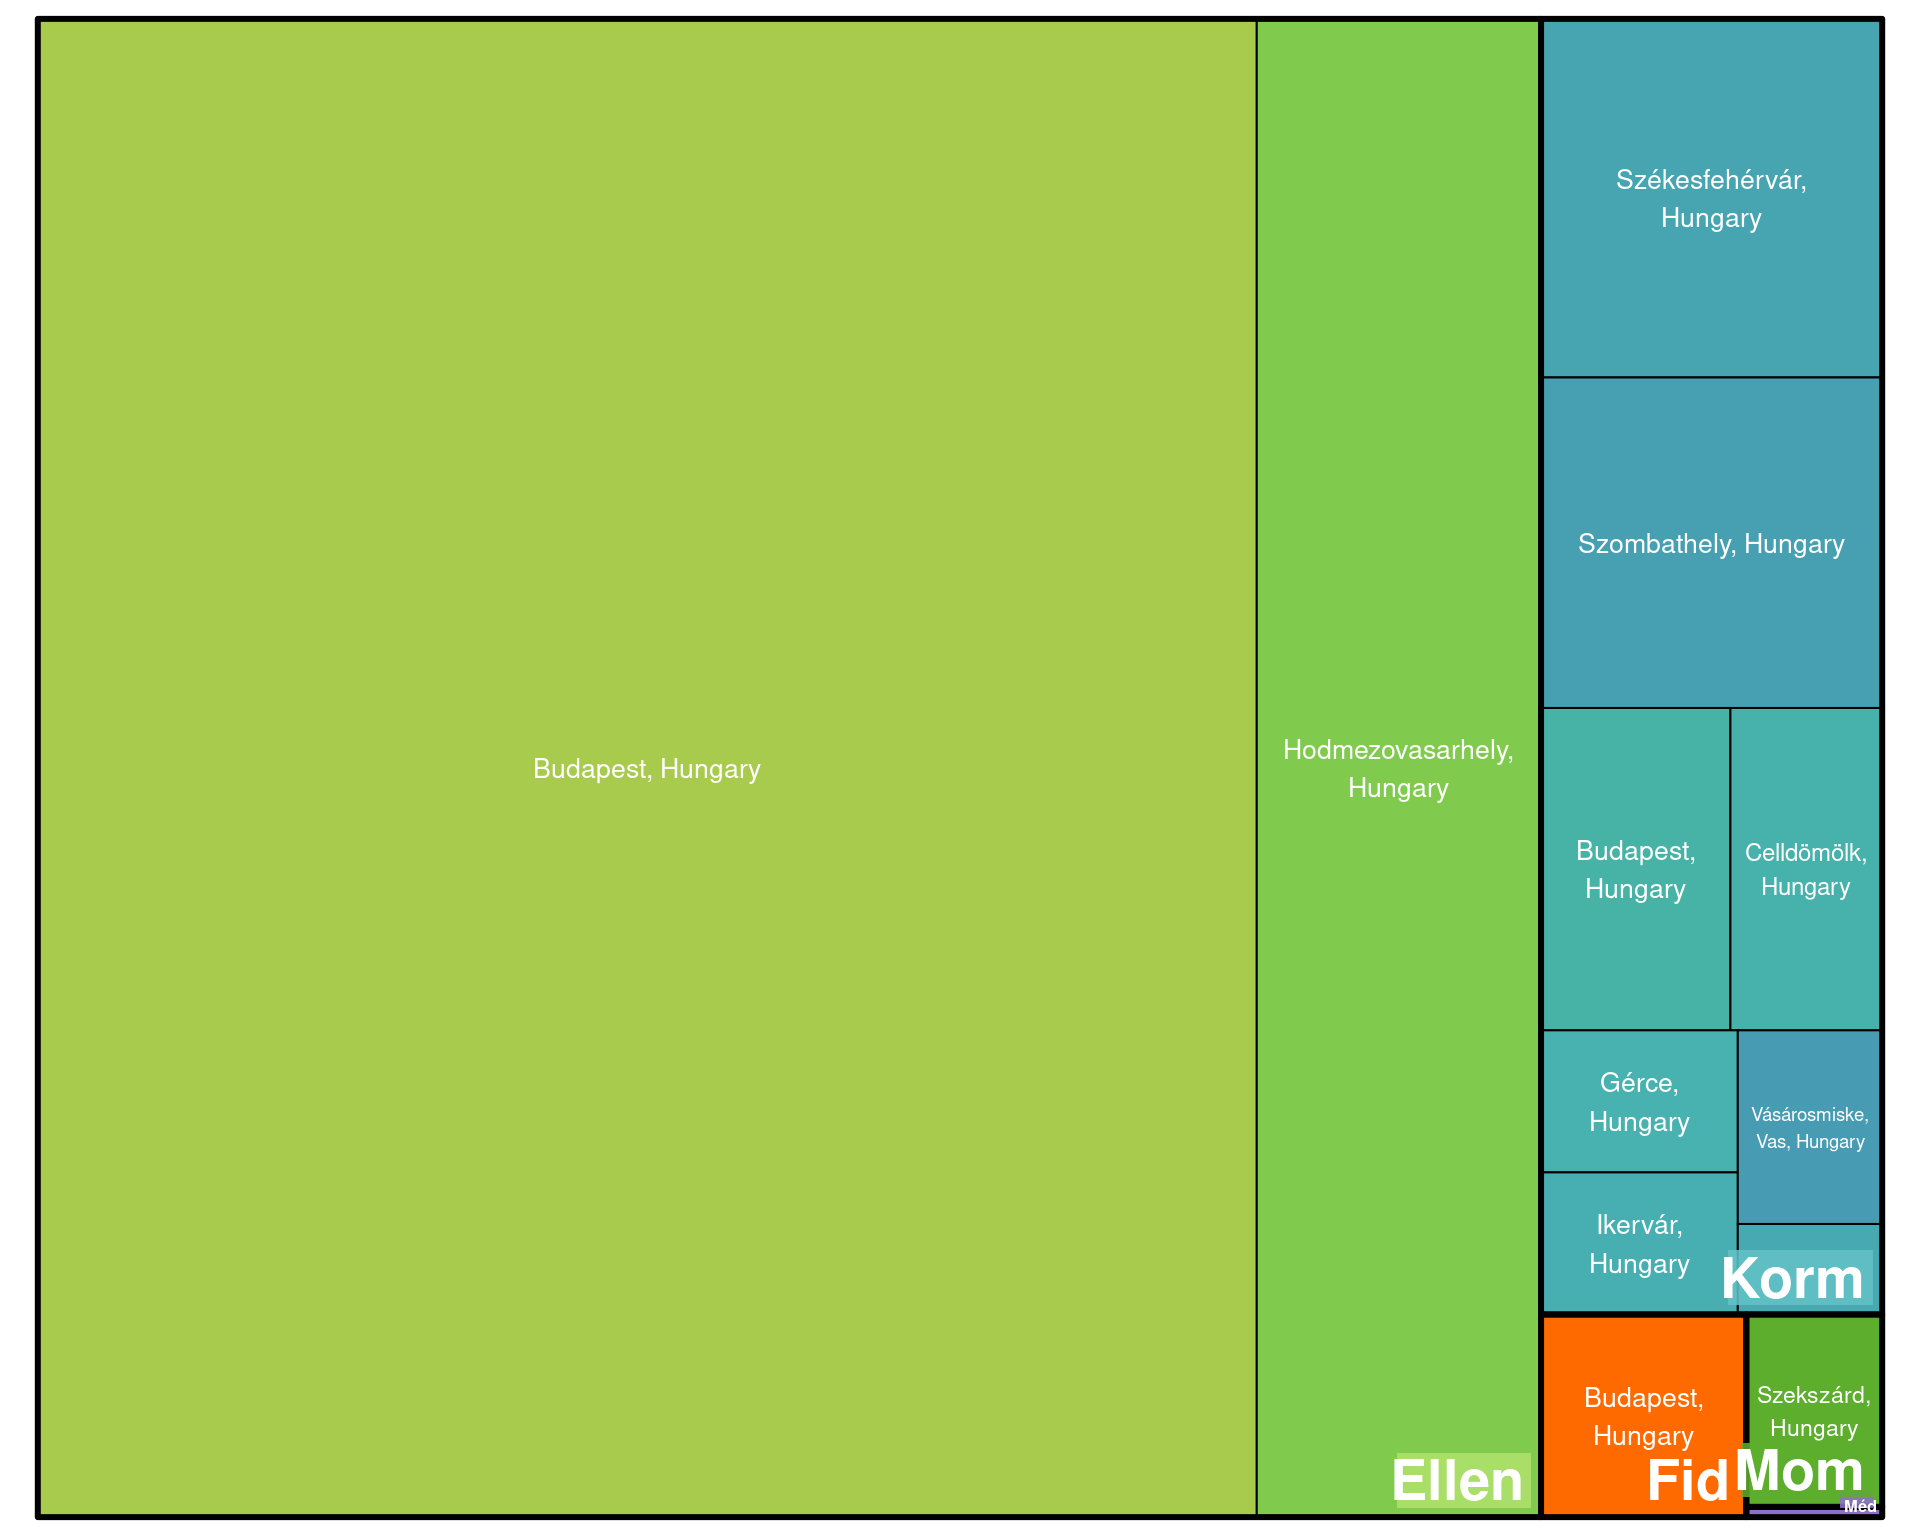 Budapest, Hungary
Hodmezovasarhely,
Hungary
Ellen
Székesfehérvár,
Hungary
Szombathely, Hungary
Budapest,
Hungary
Celldömölk,
Hungary
Gérce,
Hungary
Vásárosmiske,
Vas, Hungary
Ikervár,
Hungary
Korm
Budapest,
Hungary
Fid
Szekszárd,
Hungary
Mom
Méd